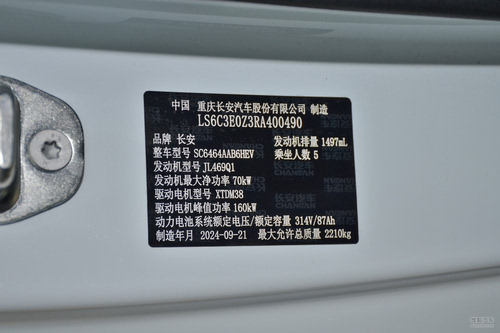 中国 重庆长安汽车股份有限公司 制造
LS6C3E0Z3RA400490
品牌 长安 发动机排量 1497mL
整车型号 SC6464AAB6HEV 乘坐人数 5
发动机型号 JL469Q1
发动机最大净功率 70kW
驱动电机型号 XTDM38
驱动电机峰值功率 160kW
动力电池系统额定电压/额定容量 314V/87Ah
制造年月 2024-09-21 最大允许总质量 2210kg